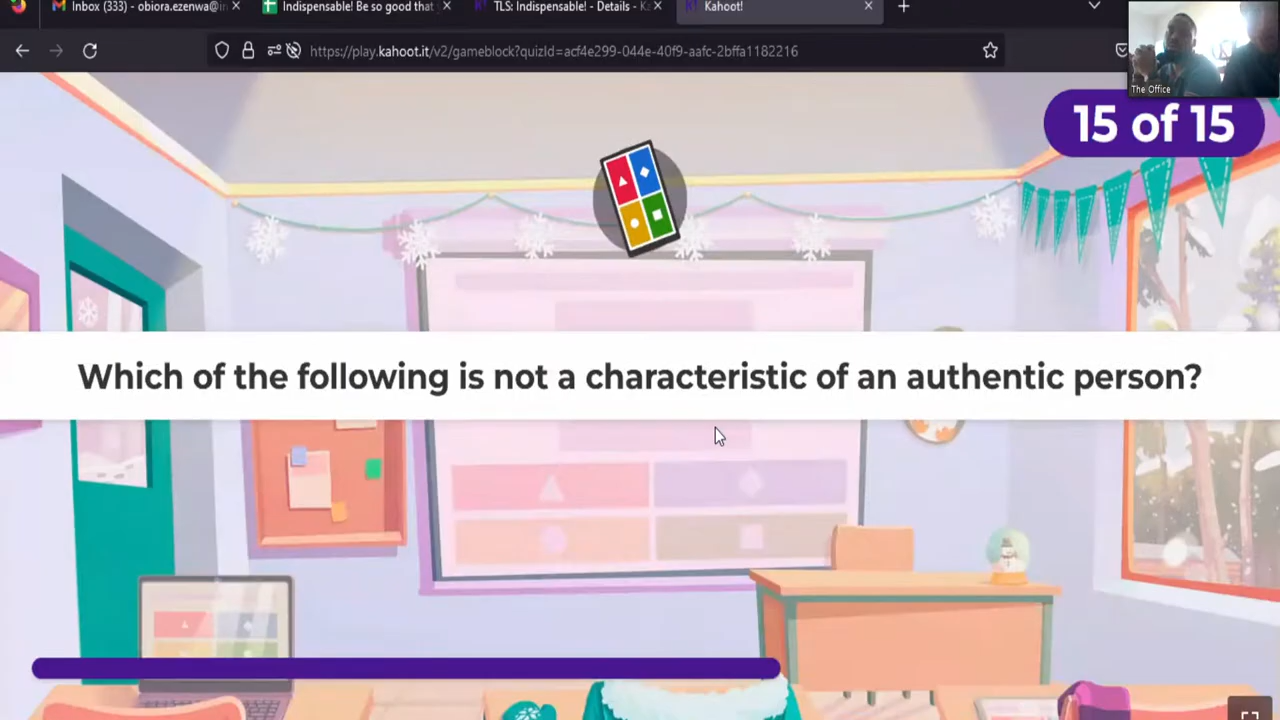 Inbox (333) - obiora.ezenwa@in
Indispensable! Be so good that
TLS: Indispensable! - Details - Ka
Kahoot!
https://play.kahoot.it/v2/gameblock?quizId=acf4e299-044e-40f9-aafc-2bffa1182216
The Office
15 of 15
Which of the following is not a characteristic of an authentic person?